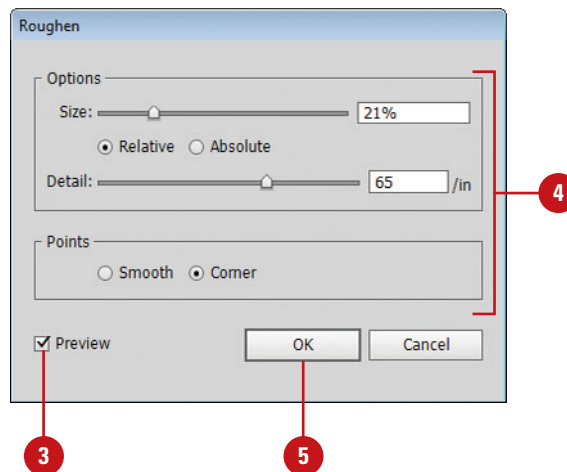 Roughen
Options
Size: 21%
Relative Absolute
Detail: 65 /in
4
Points
Smooth Corner
Preview OK Cancel
3 5